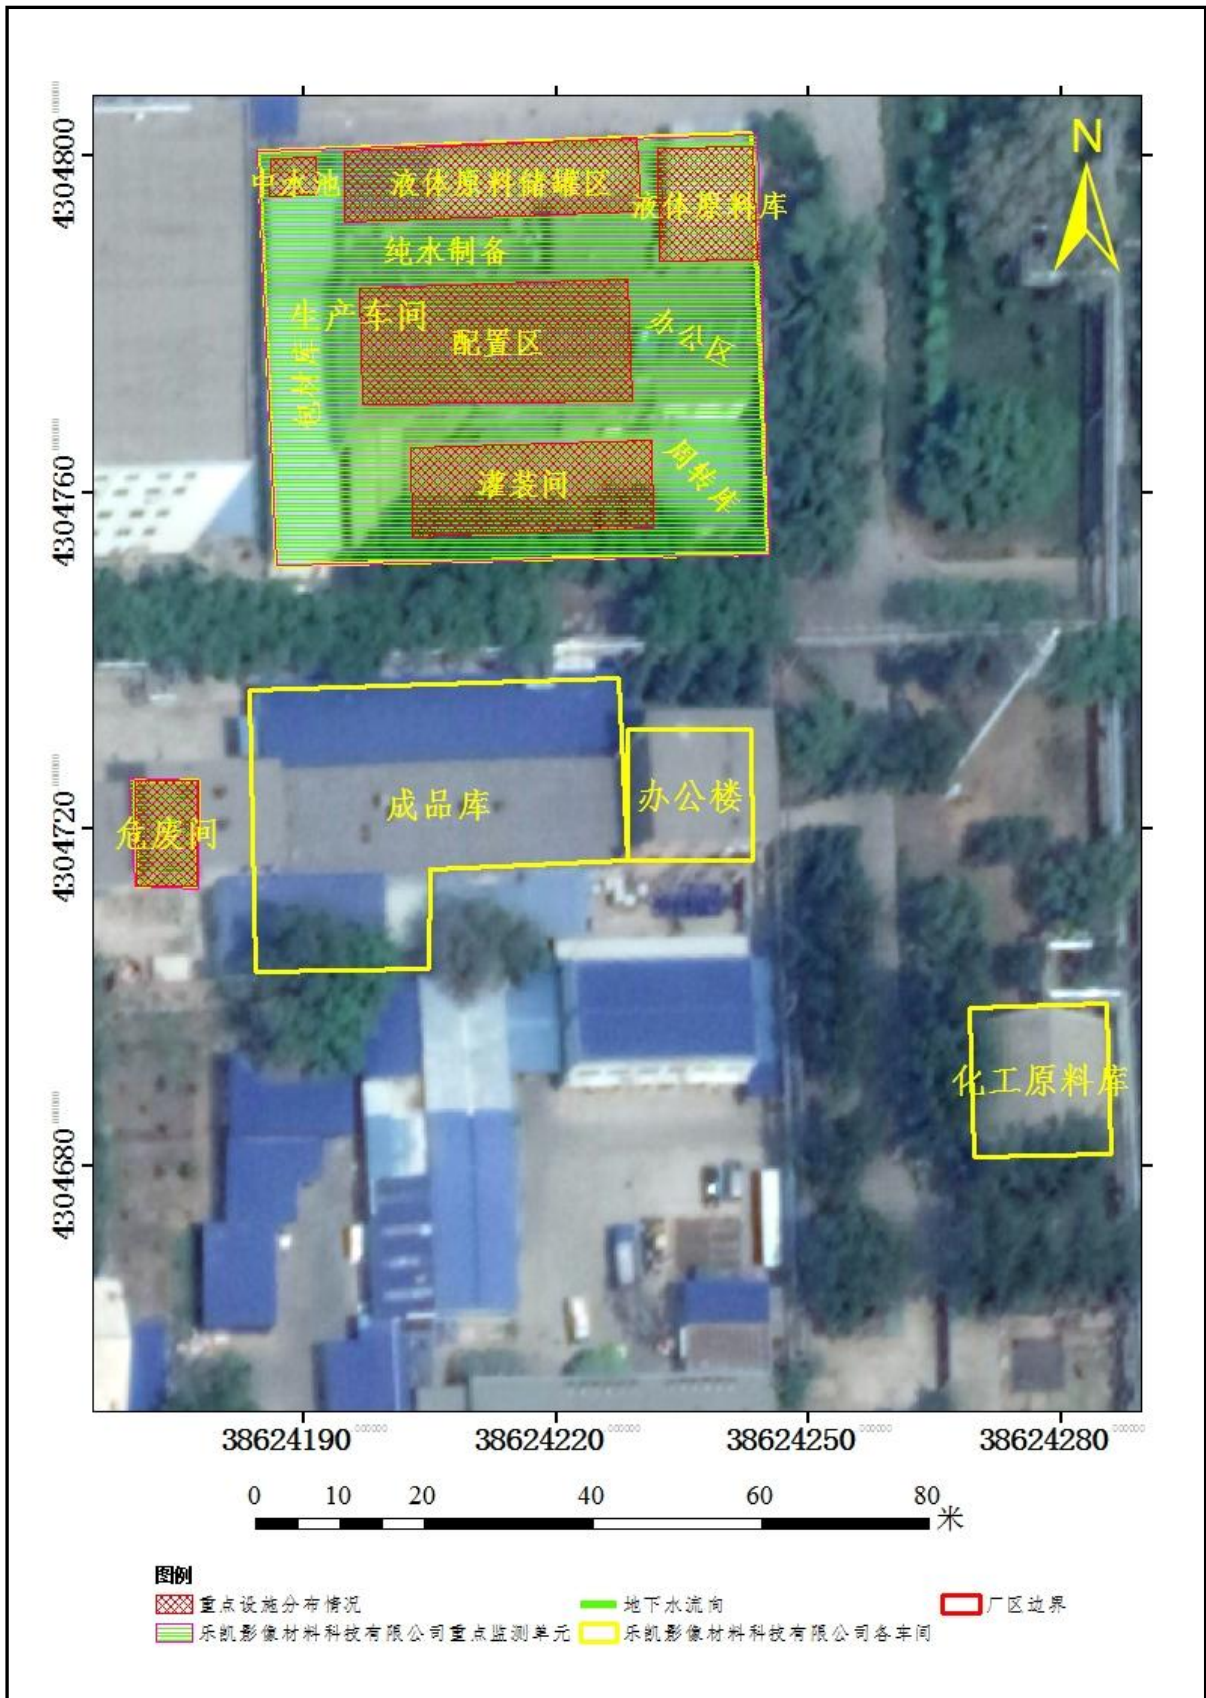 N
4304800
中水池
液体原料储罐区
液体原料库
纯水制备
生产车间
配置区
办公区
包材库
4304760
灌装间
周转库
4304720
成品库
办公楼
危废间
化工原料库
4304680
38624190
38624220
38624250
38624280
0 10 20 40 60 80
米
图例
重点设施分布情况
地下水流向
厂区边界
乐凯影像材料科技有限公司重点监测单元
乐凯影像材料科技有限公司各车间